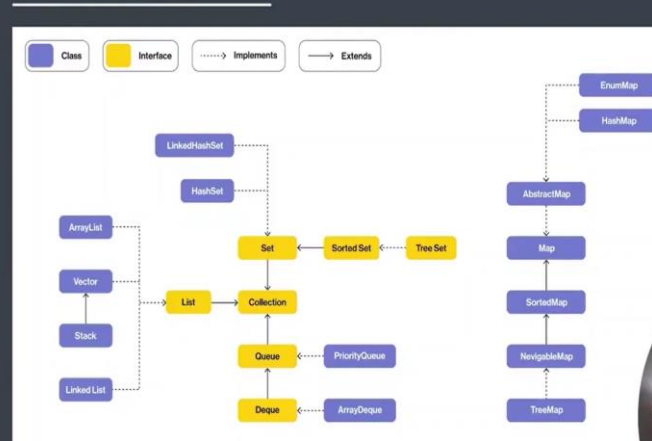 Class
Interface
Implements
Extends
EnumMap
HashMap
LinkedHashSet
HashSet
AbstractMap
ArrayList
Set
Sorted Set
Tree Set
Map
Vector
List
Collection
SortedMap
Stack
Queue
PriorityQueue
NevigableMap
Linked List
Deque
ArrayDeque
TreeMap